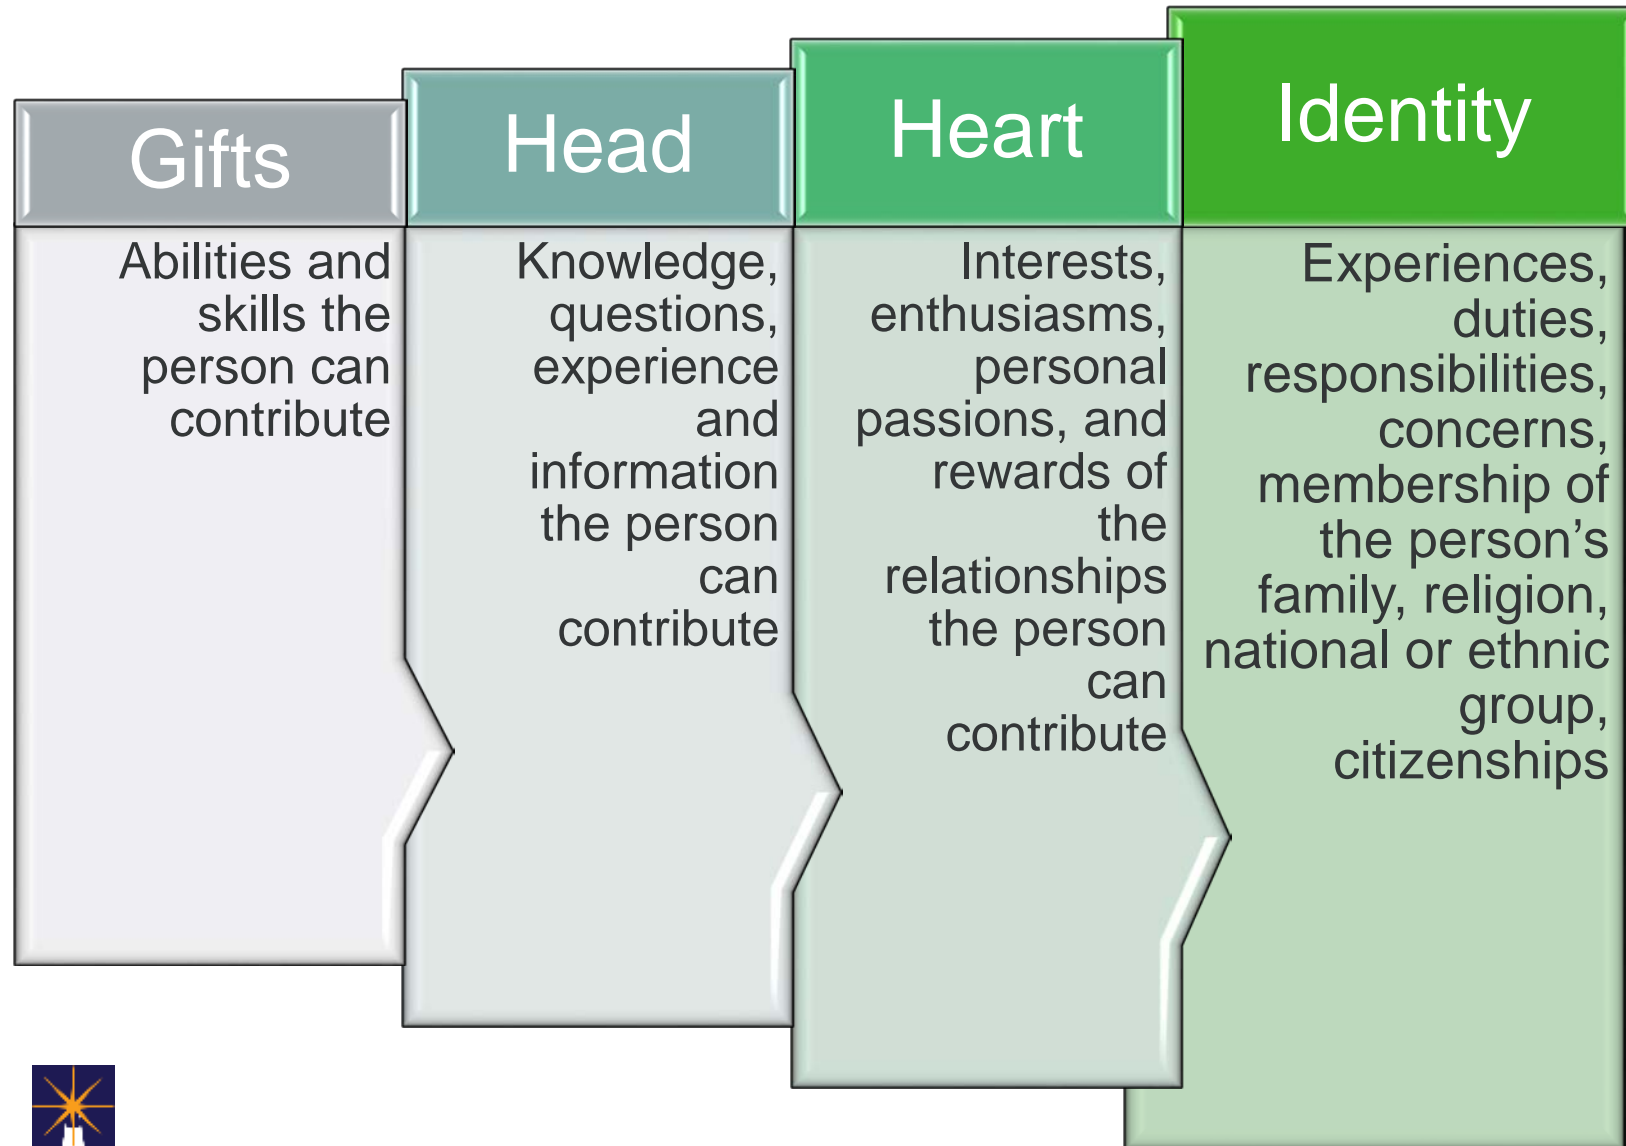 Gifts
Abilities and
skills the
person can
contribute
Head
Knowledge,
questions,
experience
and
information
the person
can
contribute
Heart
Interests,
enthusiasms,
personal
passions, and
rewards of
the
relationships
the person
can
contribute
Identity
Experiences,
duties,
responsibilities,
concerns,
membership of
the person’s
family, religion,
national or ethnic
group,
citizenships